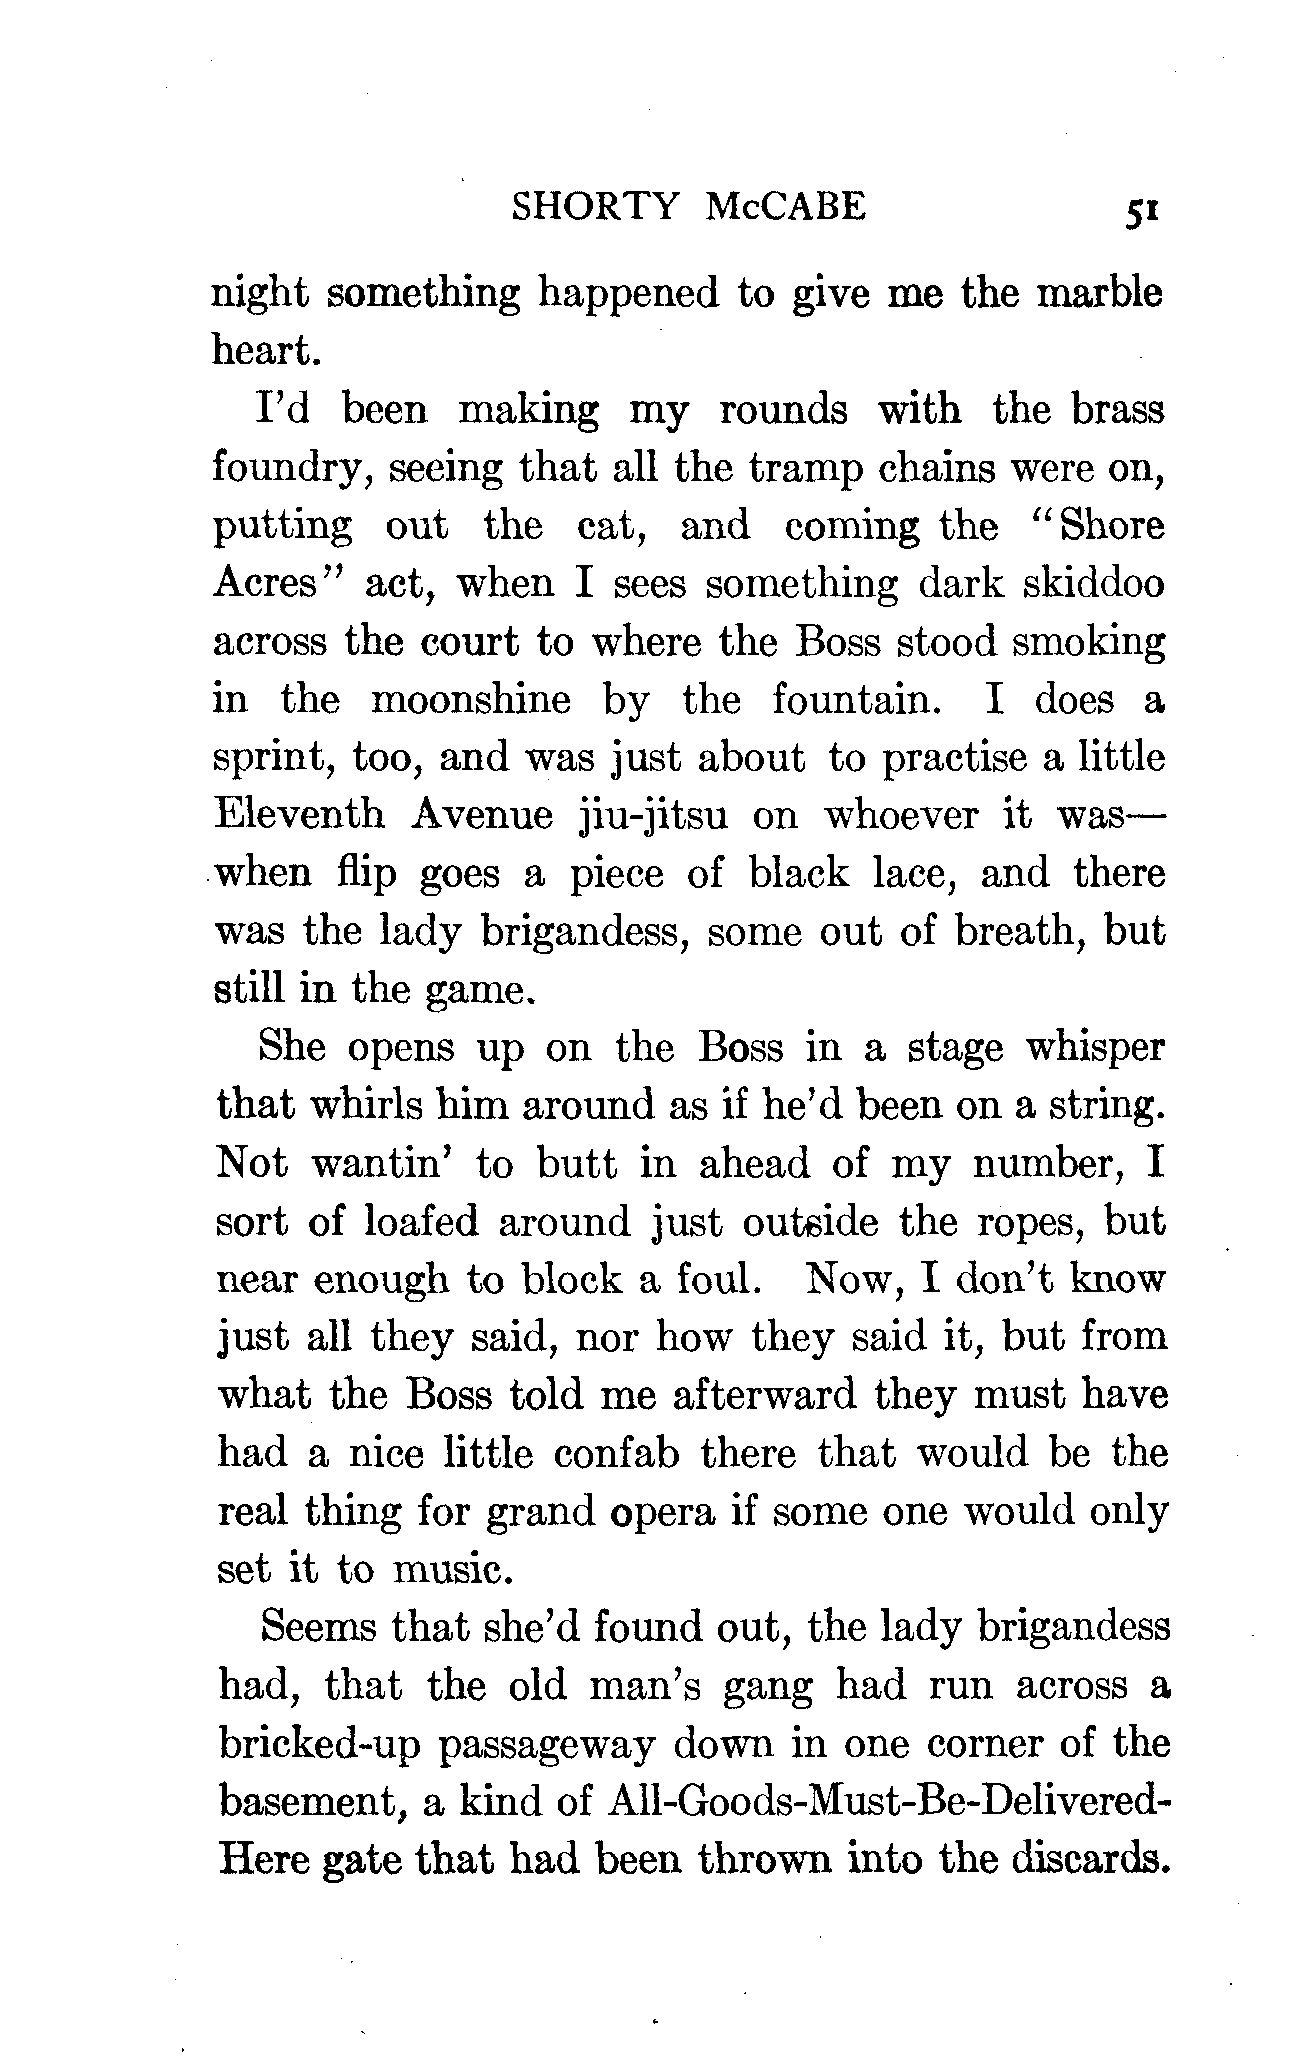 SHORTY McCABE 51
night something happened to give me the marble
heart.
I'd been making my rounds with the brass
foundry, seeing that all the tramp chains were on,
putting out the cat, and coming the "Shore
Acres" act, when I sees something dark skiddoo
across the court to where the Boss stood smoking
in the moonshine by the fountain. I does a
sprint, too, and was just about to practise a little
Eleventh Avenue jiu-jitsu on whoever it was—
when flip goes a piece of black lace, and there
was the lady brigandess, some out of breath, but
still in the game.
She opens up on the Boss in a stage whisper
that whirls him around as if he'd been on a string.
Not wantin' to butt in ahead of my number, I
sort of loafed around just outside the ropes, but
near enough to block a foul. Now, I don't know
just all they said, nor how they said it, but from
what the Boss told me afterward they must have
had a nice little confab there that would be the
real thing for grand opera if some one would only
set it to music.
Seems that she'd found out, the lady brigandess
had, that the old man's gang had run across a
bricked-up passageway down in one corner of the
basement, a kind of All-Goods-Must-Be-Delivered-
Here gate that had been thrown into the discards.